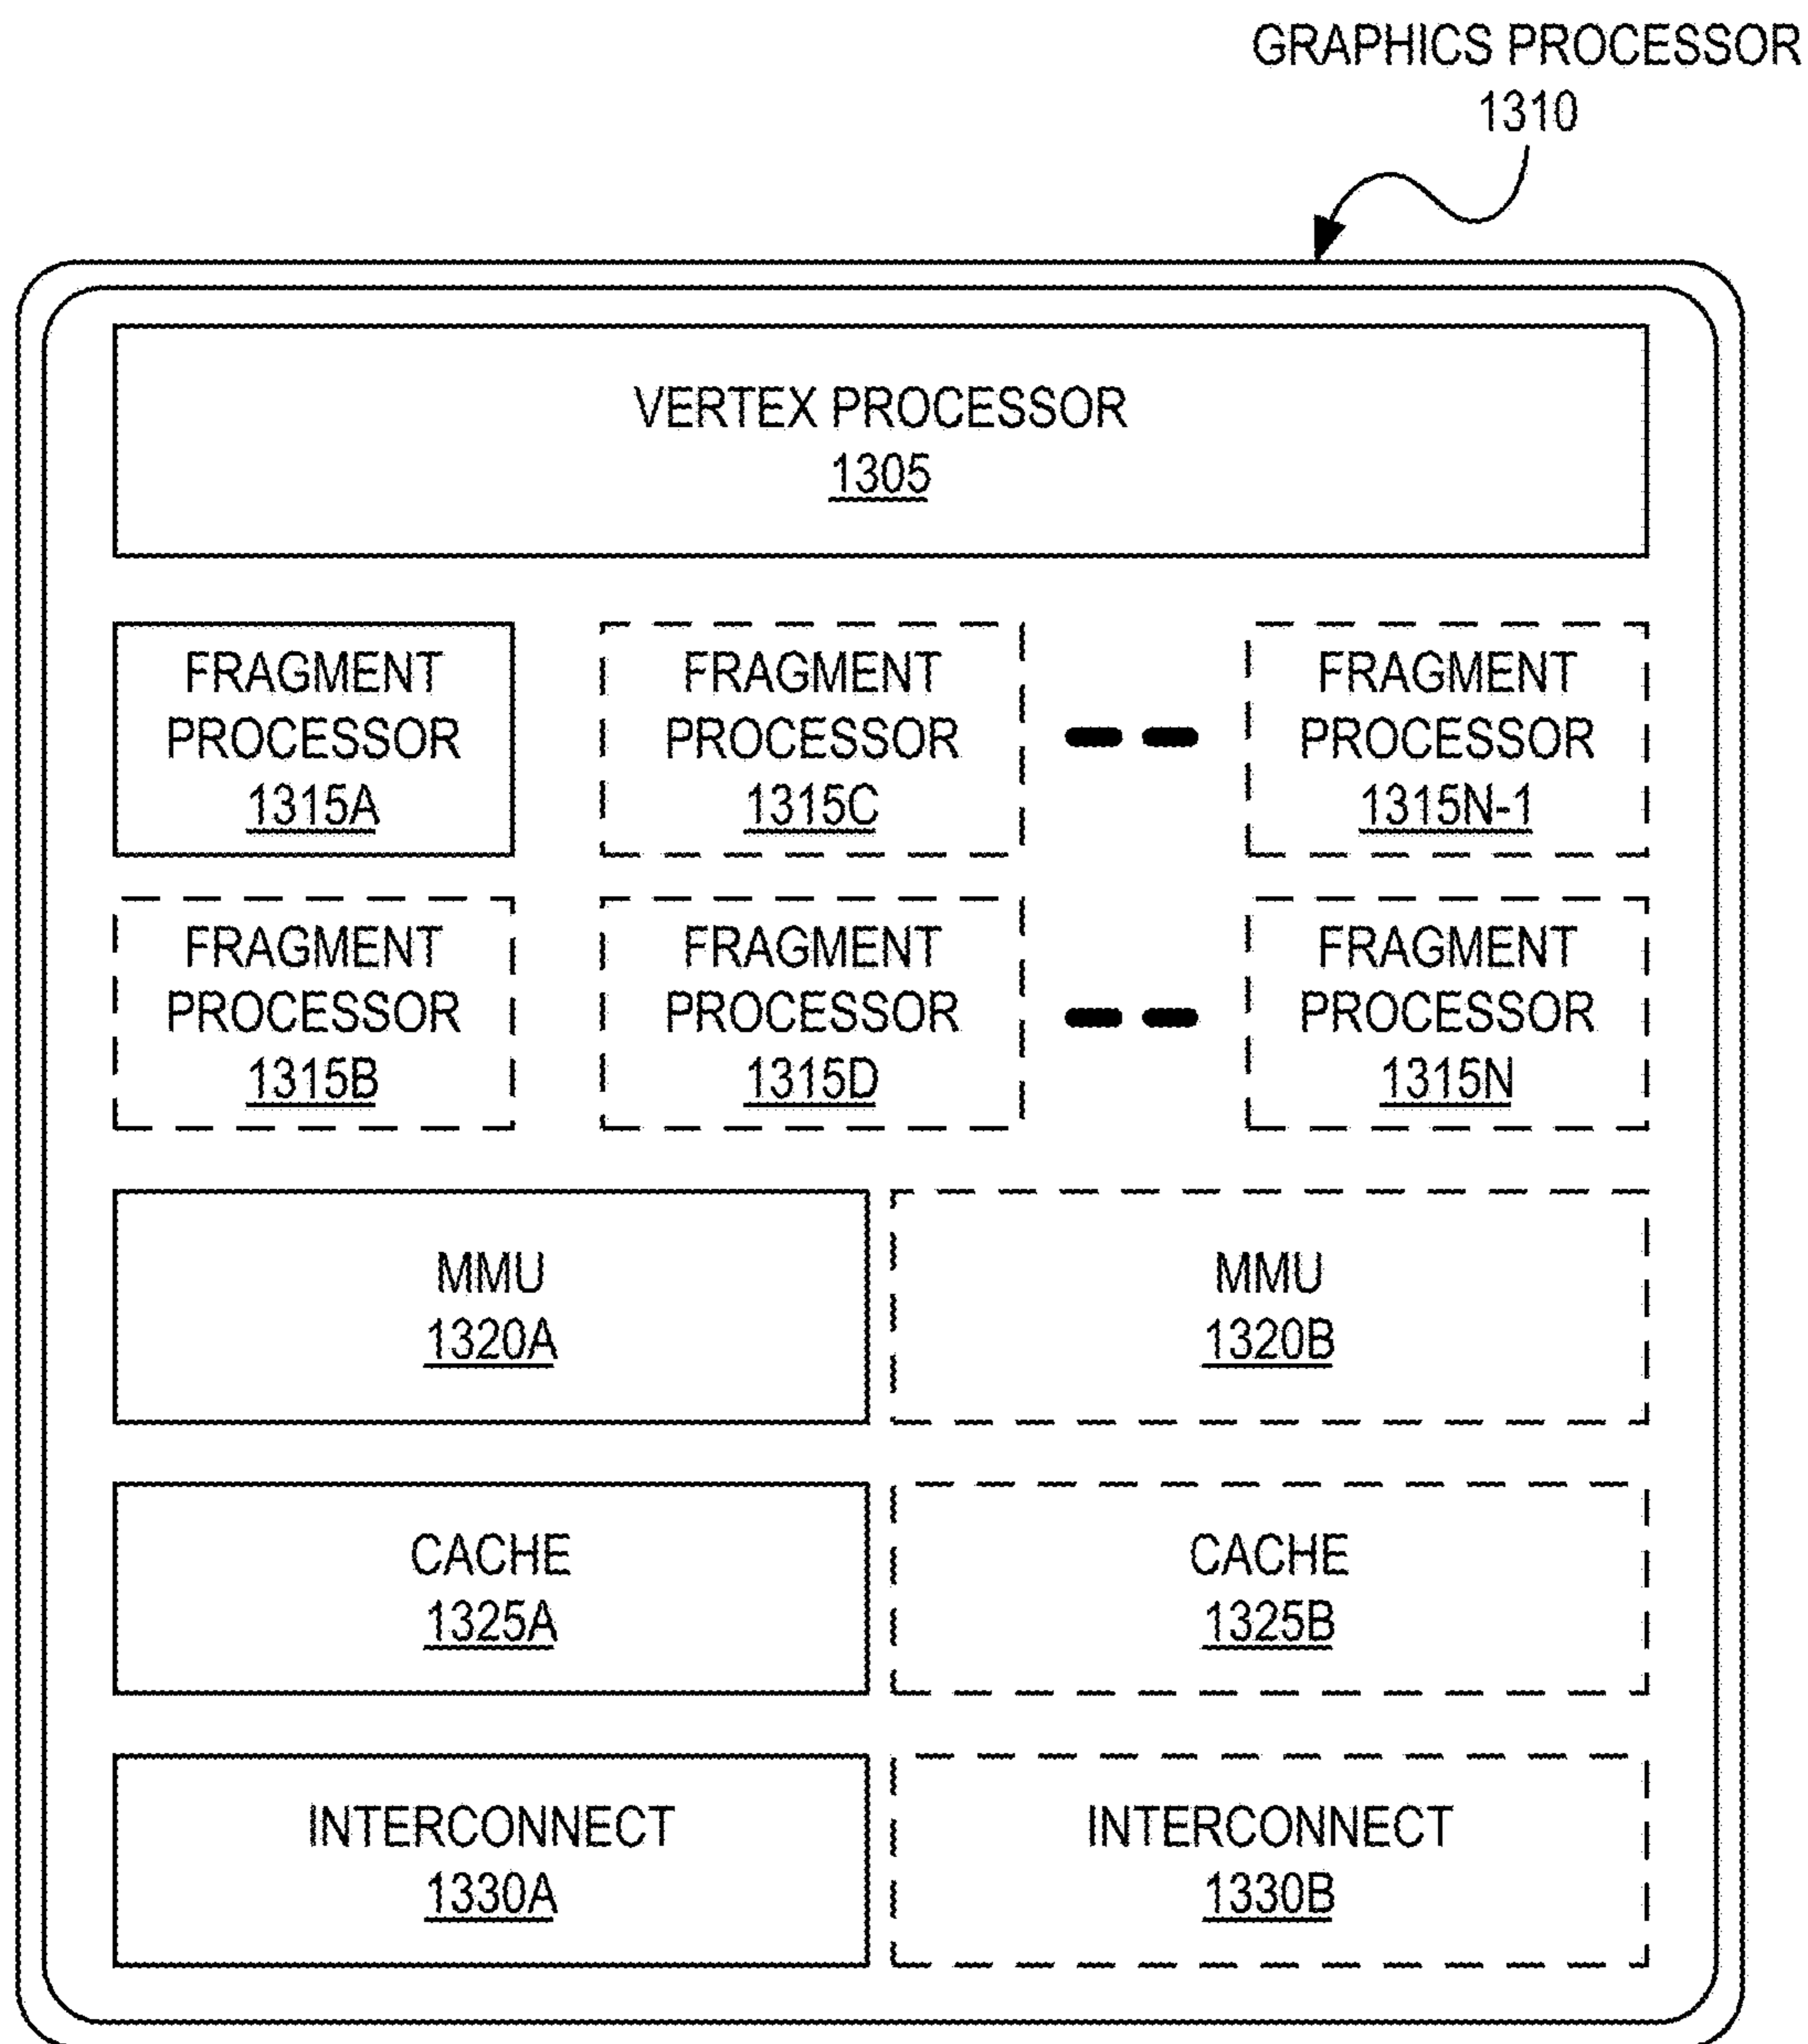 GRAPHICS PROCESSOR
1310
VERTEX PROCESSOR
1305
FRAGMENT
PROCESSOR
1315A
FRAGMENT
PROCESSOR
1315C
FRAGMENT
PROCESSOR
1315N-1
FRAGMENT
PROCESSOR
1315B
FRAGMENT
PROCESSOR
1315D
FRAGMENT
PROCESSOR
1315N
MMU
1320A
MMU
1320B
CACHE
1325A
CACHE
1325B
INTERCONNECT
1330A
INTERCONNECT
1330B